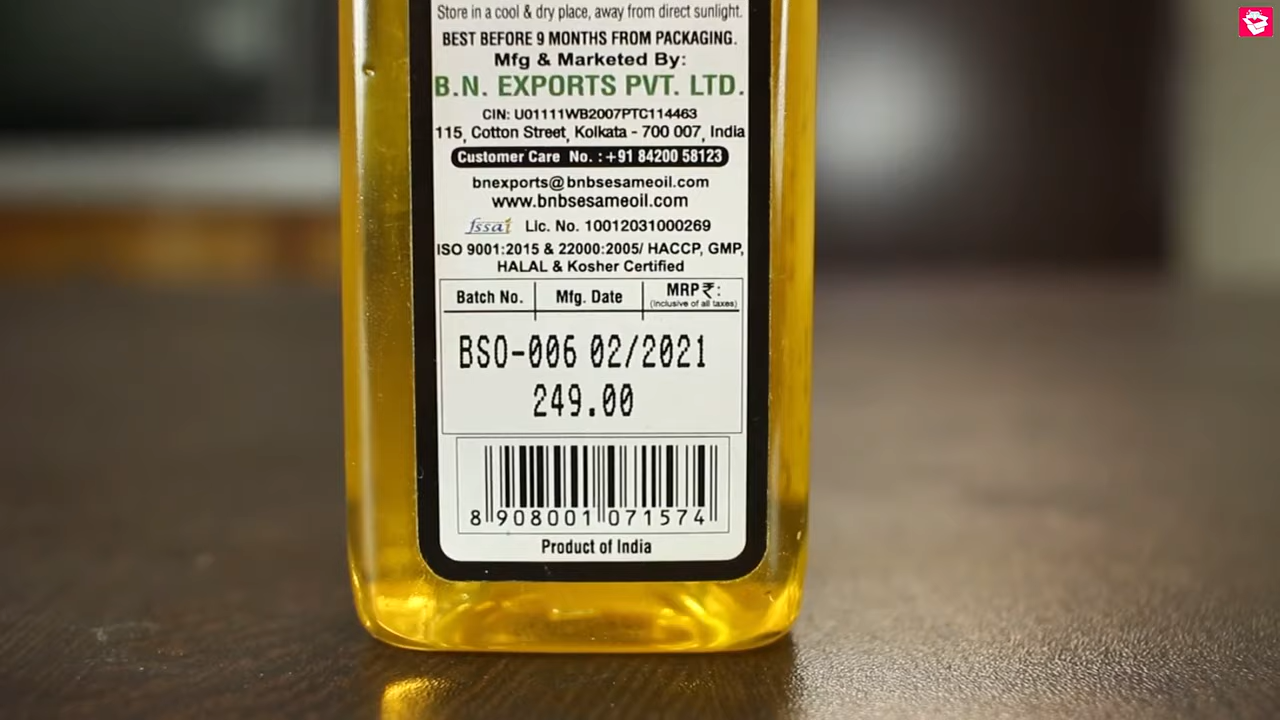 Store in a cool & dry place, away from direct sunlight.
BEST BEFORE 9 MONTHS FROM PACKAGING.
Mfg & Marketed By:
B.N. EXPORTS PVT. LTD.
CIN: U01111WB2007PTC114463
115, Cotton Street, Kolkata - 700 007, India
Customer Care No. : +91 84200 58123
bnexports@bnbsesameoil.com
www.bnbsesameoil.com
fssai Lic. No. 10012031000269
ISO 9001:2015 & 22000:2005/ HACCP, GMP,
HALAL & Kosher Certified
Batch No. Mfg. Date MRP ₹:
(Inclusive of all taxes)
BSO-006 02/2021
249.00
8 908001 071574
Product of India